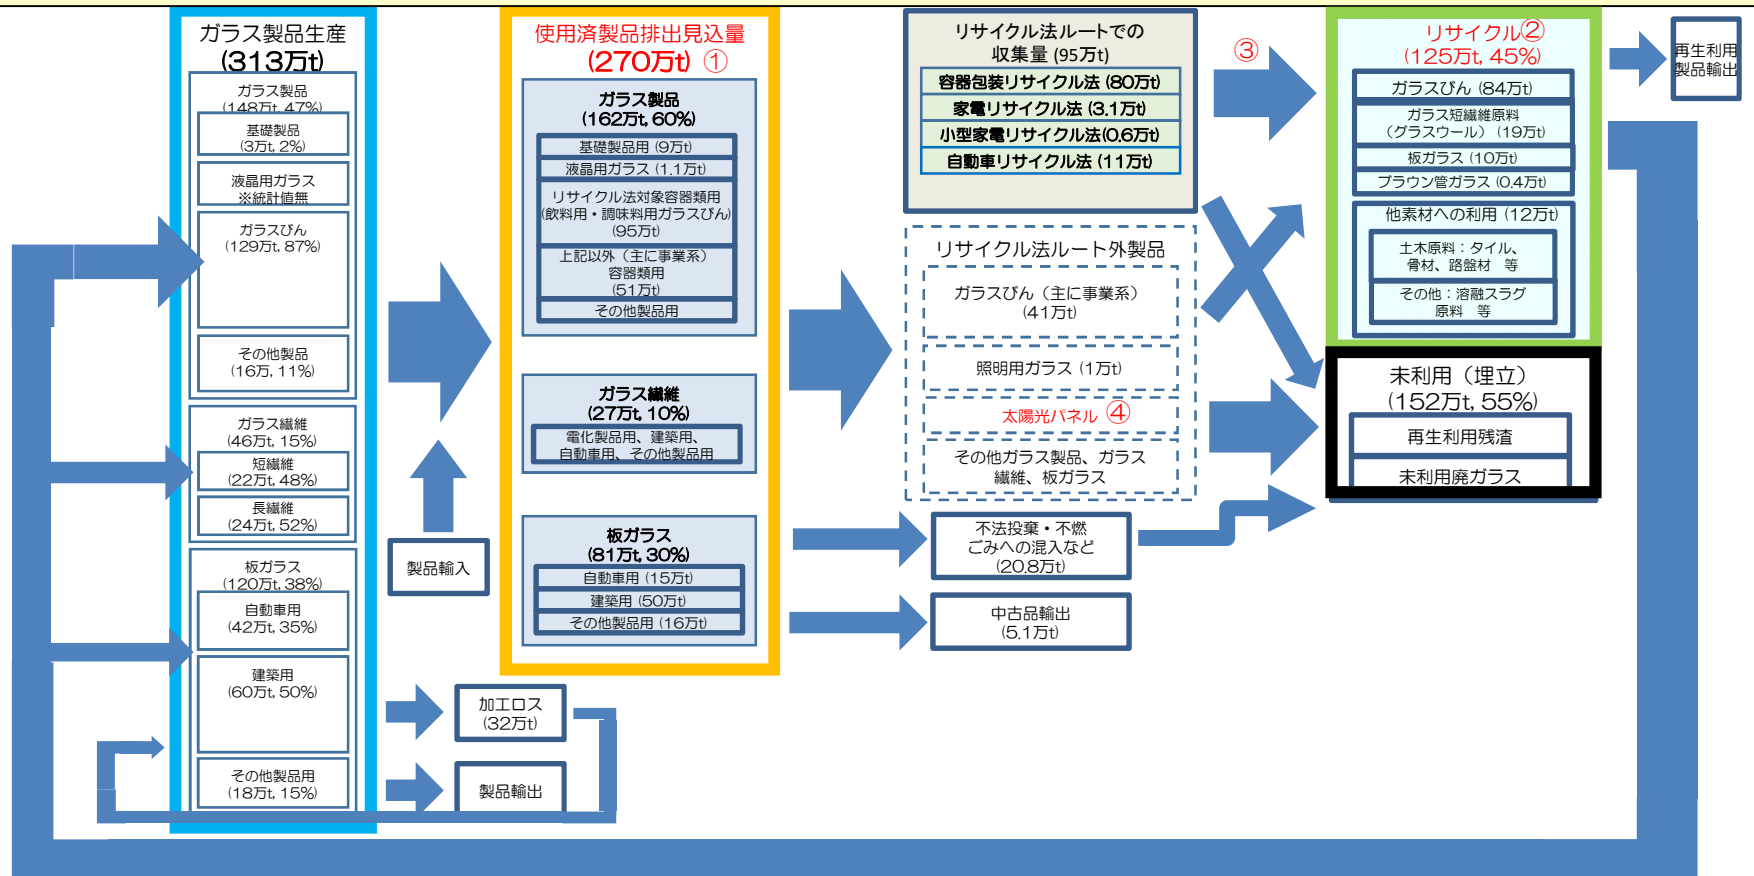 ガラス製品生産
(313万t)
ガラス製品
(148万t, 47%)
基礎製品
(3万t, 2%)
液晶用ガラス
※統計値無
ガラスびん
(129万t, 87%)
その他製品
(16万, 11%)
ガラス繊維
(46万t, 15%)
短繊維
(22万t, 48%)
長繊維
(24万t, 52%)
板ガラス
(120万t, 38%)
自動車用
(42万t, 35%)
建築用
(60万t, 50%)
その他製品用
(18万t, 15%)
製品輸入
加工ロス
(32万t)
製品輸出
使用済製品排出見込量
(270万t) ①
ガラス製品
(162万t, 60%)
基礎製品用 (9万t)
液晶用ガラス (1.1万t)
リサイクル法対象容器類用
(飲料用・調味料用ガラスびん)
(95万t)
上記以外（主に事業系）
容器類用
(51万t)
その他製品用
ガラス繊維
(27万t, 10%)
電化製品用、建築用、
自動車用、その他製品用
板ガラス
(81万t, 30%)
自動車用 (15万t)
建築用 (50万t)
その他製品用 (16万t)
リサイクル法ルートでの
収集量 (95万t)
容器包装リサイクル法 (80万t)
家電リサイクル法 (3.1万t)
小型家電リサイクル法(0.6万t)
自動車リサイクル法 (11万t)
③
リサイクル法ルート外製品
ガラスびん（主に事業系）
(41万t)
照明用ガラス (1万t)
太陽光パネル ④
その他ガラス製品、ガラス
繊維、板ガラス
不法投棄・不燃
ごみへの混入など
(20.8万t)
中古品輸出
(5.1万t)
リサイクル②
(125万t, 45%)
ガラスびん (84万t)
ガラス短繊維原料
（グラスウール） (19万t)
板ガラス (10万t)
ブラウン管ガラス (0.4万t)
他素材への利用 (12万t)
土木原料：タイル、
骨材、路盤材 等
その他：溶融スラグ
原料 等
未利用（埋立）
(152万t, 55%)
再生利用残渣
未利用廃ガラス
再生利用
製品輸出